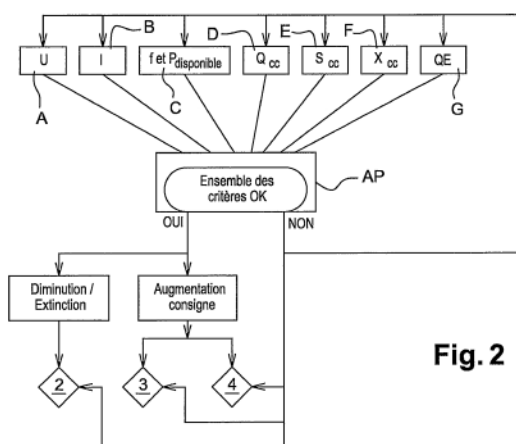 B
D
E
F
U
I
f et Pdisponible
Qcc
Scc
Xcc
QE
A
C
G
Ensemble des
critères OK
AP
OUI
NON
Diminution /
Extinction
Augmentation
consigne
2
3
4
Fig. 2